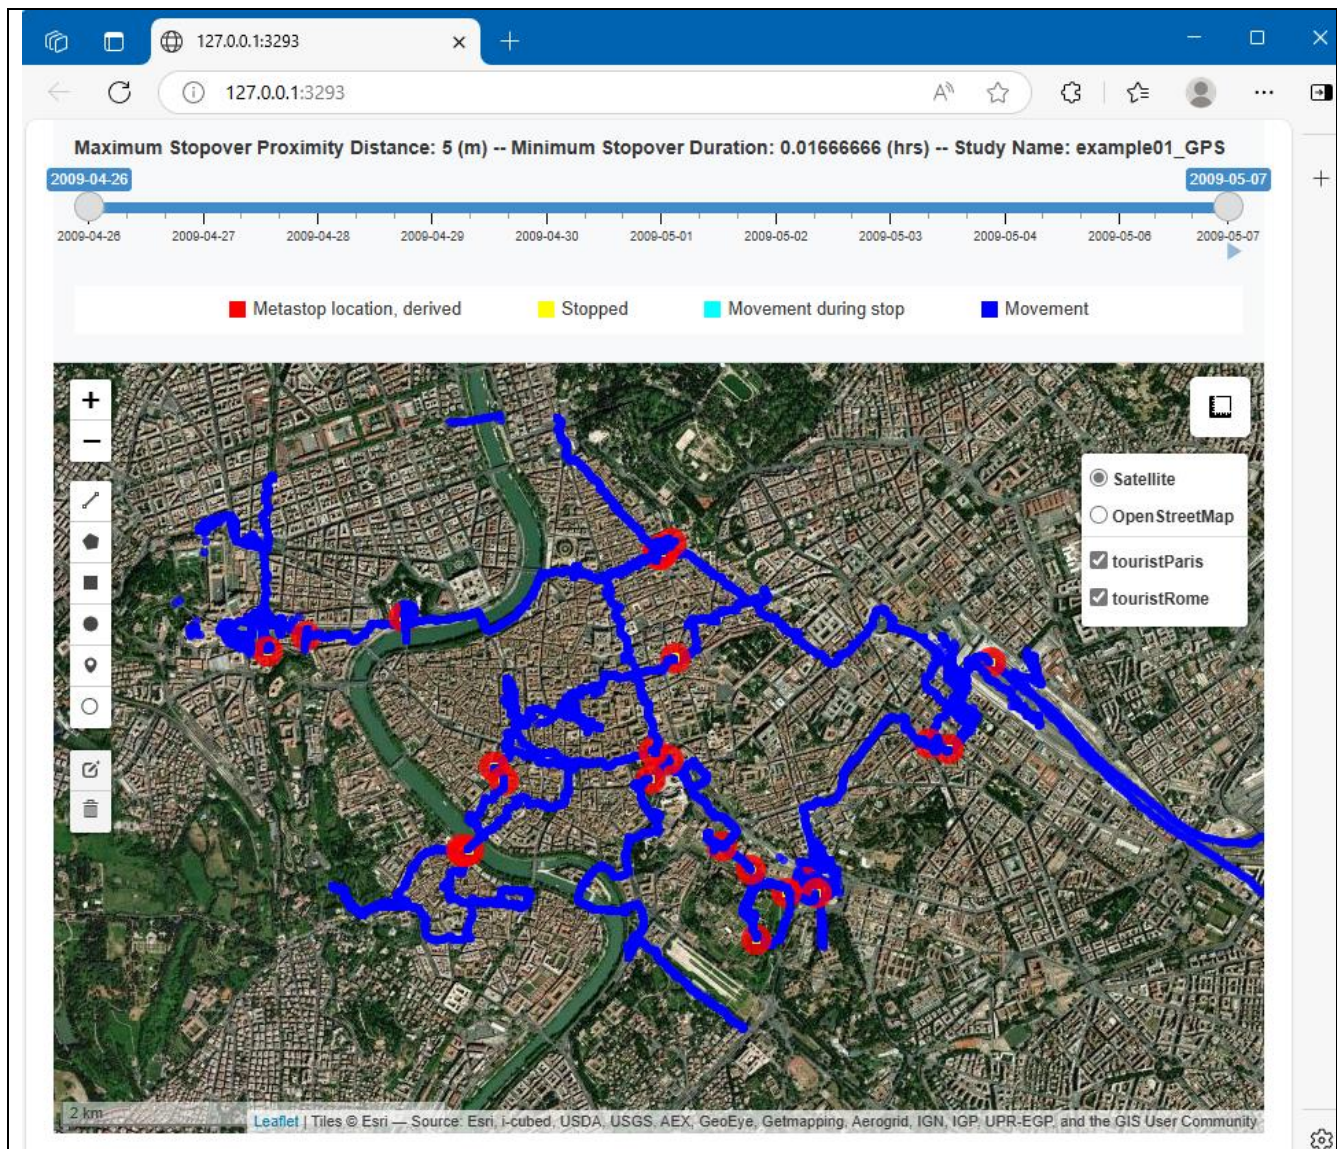 127.0.0.1:3293
127.0.0.1:3293
Maximum Stopover Proximity Distance: 5 (m) -- Minimum Stopover Duration: 0.01666666 (hrs) -- Study Name: example01_GPS
2009-04-26 2009-05-07
2009-04-26 2009-04-27 2009-04-28 2009-04-29 2009-04-30 2009-05-01 2009-05-02 2009-05-03 2009-05-04 2009-05-06 2009-05-07
Metastop location, derived Stopped Movement during stop Movement
+
−
Satellite
OpenStreetMap
touristParis
touristRome
2 km
Leaflet | Tiles © Esri — Source: Esri, i-cubed, USDA, USGS, AEX, GeoEye, Getmapping, Aerogrid, IGN, IGP, UPR-EGP, and the GIS User Community